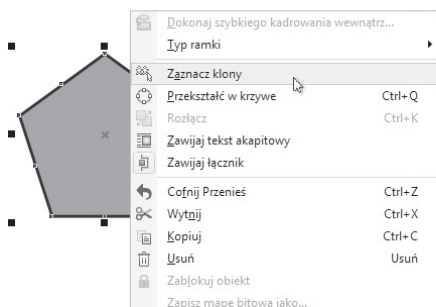 Dokonaj szybkiego kadrowania wewnątrz...
Typ ramki
Zaznacz klony
Przekształć w krzywe Ctrl+Q
Rozłącz Ctrl+K
Zawijaj tekst akapitowy
Zawijaj łącznik
Cofnij Przenieś Ctrl+Z
Wytnij Ctrl+X
Kopiuj Ctrl+C
Usuń Usuń
Zablokuj obiekt
Zapisz mapę bitową jako...